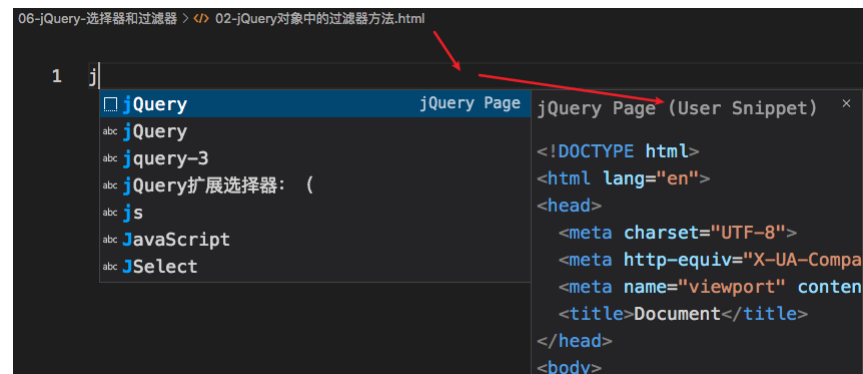 06-jQuery-选择器和过滤器 > 02-jQuery对象中的过滤器方法.html
1 j
jQuery jQuery Page
jQuery
jquery-3
jQuery扩展选择器： (
js
JavaScript
JSelect
jQuery Page (User Snippet) ×
<!DOCTYPE html>
<html lang="en">
<head>
<meta charset="UTF-8">
<meta http-equiv="X-UA-Compa
<meta name="viewport" conten
<title>Document</title>
</head>
<body>